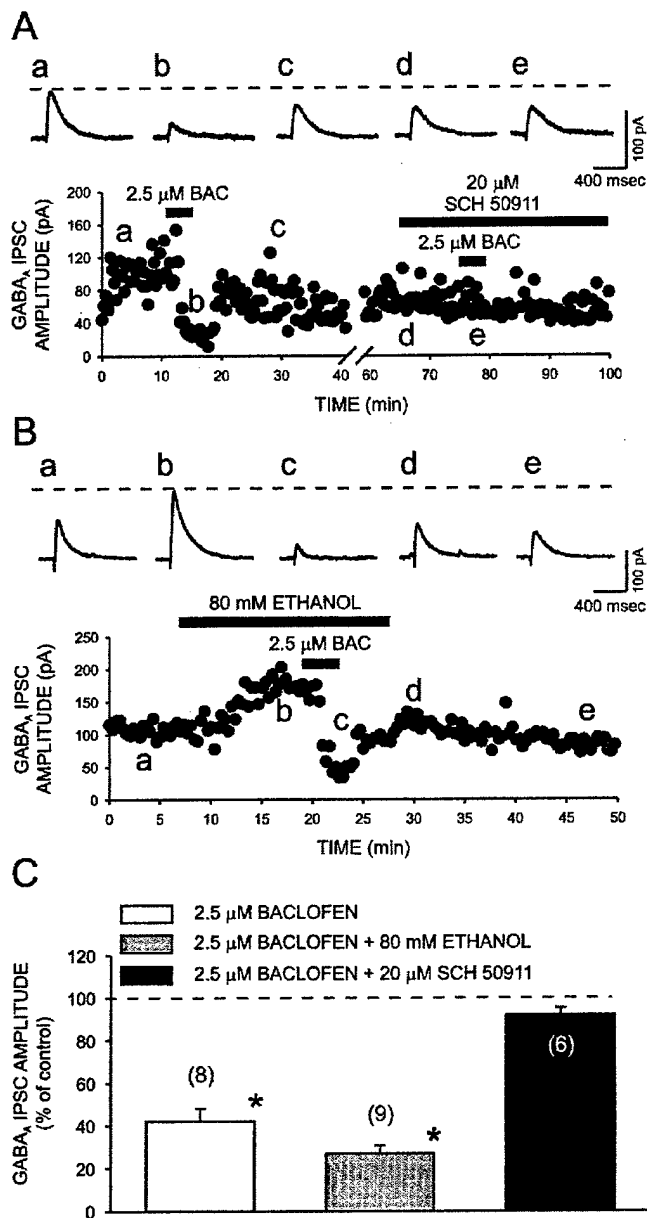 A
a b c d e
100 pA
400 msec
20 µM
SCH 50911
2.5 µM BAC
2.5 µM BAC
GABAA IPSC
AMPLITUDE (pA)
200
160
120
80
40
0
a
b
c
d
e
0 10 20 30 40 60 70 80 90 100
TIME (min)
B
a b c d e
100 pA
400 msec
80 mM ETHANOL
2.5 µM BAC
GABAA IPSC
AMPLITUDE (pA)
250
200
150
100
50
0
a
b
c
d
e
0 5 10 15 20 25 30 35 40 45 50
TIME (min)
C
2.5 µM BACLOFEN
2.5 µM BACLOFEN + 80 mM ETHANOL
2.5 µM BACLOFEN + 20 µM SCH 50911
GABAA IPSC AMPLITUDE
(% of control)
120
100
80
60
40
20
0
(8)
*
(9)
*
(6)